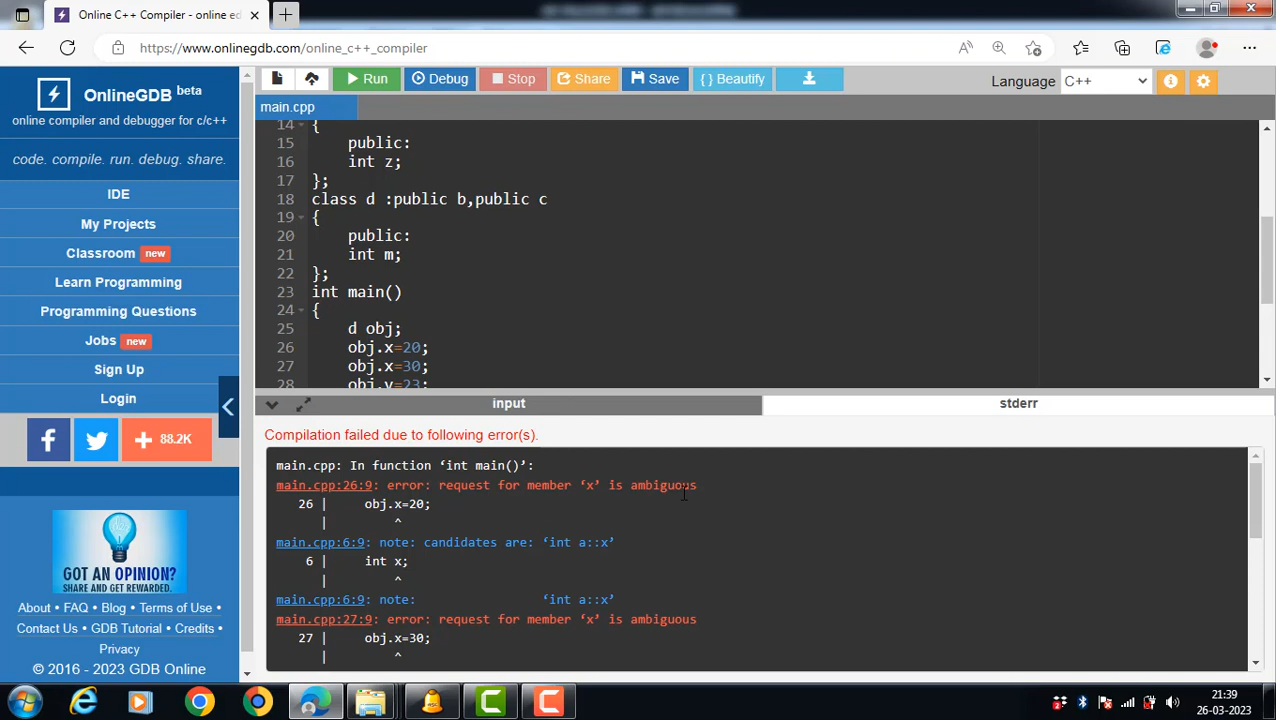 Online C++ Compiler - online ed
https://www.onlinegdb.com/online_c++_compiler
OnlineGDB beta
online compiler and debugger for c/c++
code. compile. run. debug. share.
IDE
My Projects
Classroom new
Learn Programming
Programming Questions
Jobs new
Sign Up
Login
f + 88.2K
GOT AN OPINION?
SHARE AND GET REWARDED.
About • FAQ • Blog • Terms of Use •
Contact Us • GDB Tutorial • Credits •
Privacy
© 2016 - 2023 GDB Online
Run Debug Stop Share Save { } Beautify
Language C++
main.cpp
14 {
15 public:
16 int z;
17 };
18 class d :public b,public c
19 {
20 public:
21 int m;
22 };
23 int main()
24 {
25 d obj;
26 obj.x=20;
27 obj.x=30;
28 obj.y=23;
input stderr
Compilation failed due to following error(s).
main.cpp: In function ‘int main()’:
main.cpp:26:9: error: request for member ‘x’ is ambiguous
26 | obj.x=20;
| ^
main.cpp:6:9: note: candidates are: ‘int a::x’
6 | int x;
| ^
main.cpp:6:9: note: ‘int a::x’
main.cpp:27:9: error: request for member ‘x’ is ambiguous
27 | obj.x=30;
| ^
21:39
26-03-2023